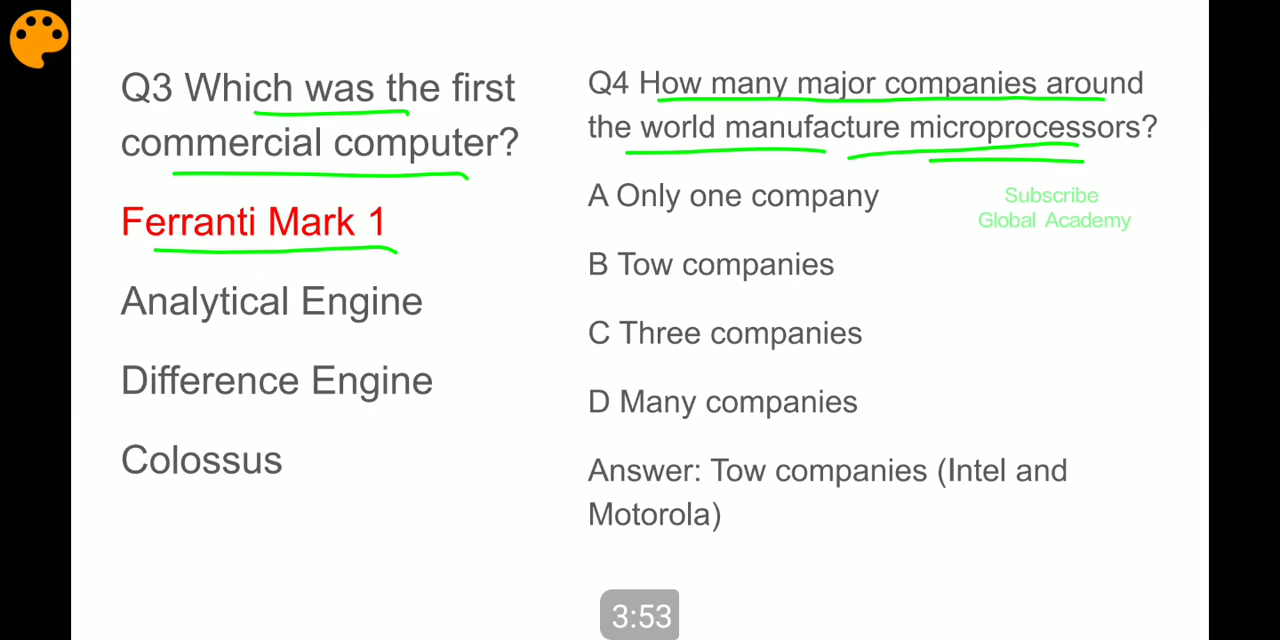 Q3 Which was the first
commercial computer?
Ferranti Mark 1
Analytical Engine
Difference Engine
Colossus
Q4 How many major companies around
the world manufacture microprocessors?
A Only one company
Subscribe
Global Academy
B Tow companies
C Three companies
D Many companies
Answer: Tow companies (Intel and
Motorola)
3:53